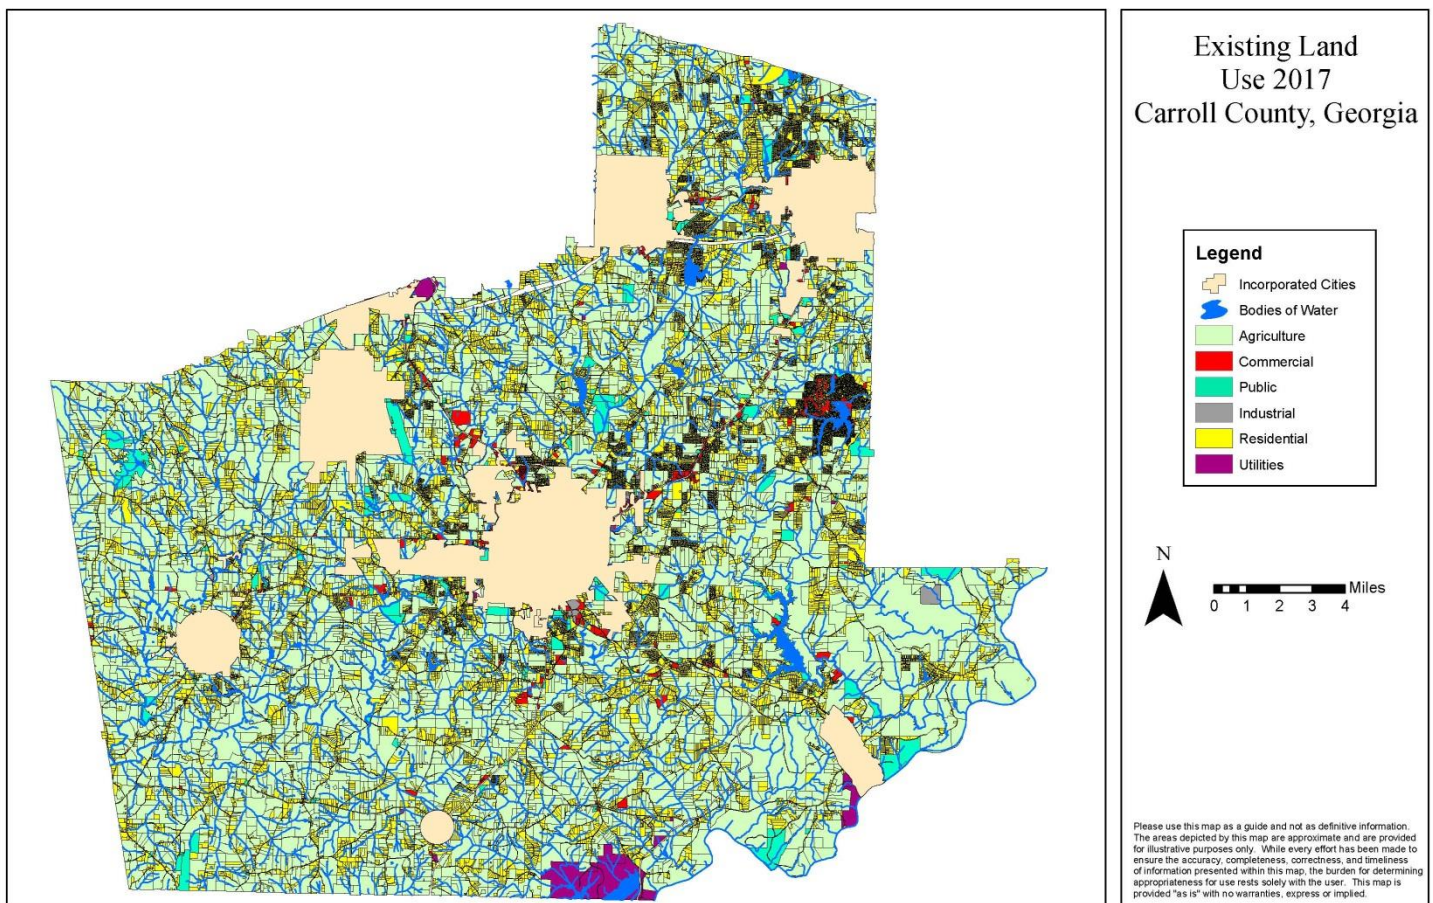 Existing Land
Use 2017
Carroll County, Georgia
Legend
Incorporated Cities
Bodies of Water
Agriculture
Commercial
Public
Industrial
Residential
Utilities
N
Miles
0 1 2 3 4
Please use this map as a guide and not as definitive information.
The areas depicted by this map are approximate and are provided
for illustrative purposes only. While every effort has been made to
ensure the accuracy, completeness, correctness, and timeliness
of information presented within this map, the burden for determining
appropriateness for use rests solely with the user. This map is
provided "as is" with no warranties, express or implied.